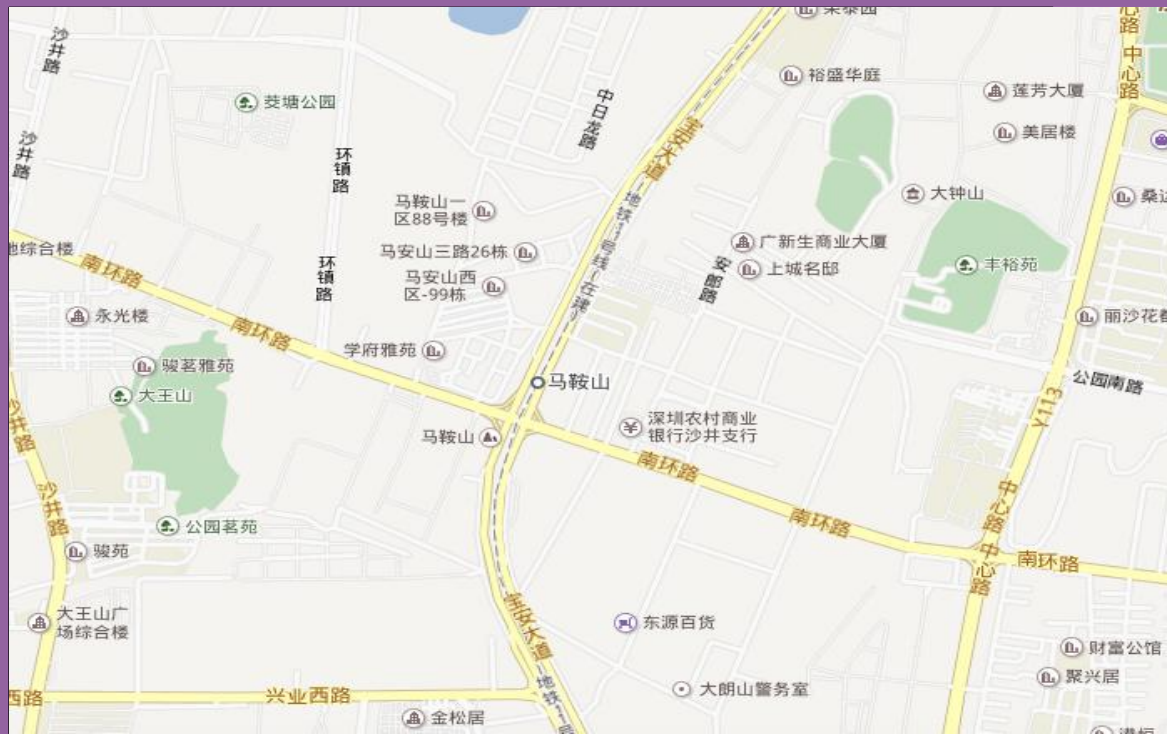 荣泰园
中心路
沙井路
中心路
裕盛华庭
莲芳大厦
菱塘公园
中日龙路
宝安大道
美居楼
沙井路
环镇路
大钟山
马鞍山一
区88号楼
地铁11号线(在建)
广新生商业大厦
马安山三路26栋
安郎路
上城名邸
丰裕苑
地综合楼
南环路
环镇路
马安山西
区-99栋
永光楼
南环路
丽沙花都
学府雅苑
骏茗雅苑
马鞍山
公园南路
大王山
Y113
沙井路
马鞍山
深圳农村商业
银行沙井支行
南环路
沙井路
中心路
南环路
公园茗苑
骏苑
中心路
南环路
大王山广
场综合楼
宝安大道
东源百货
财富公馆
聚兴居
大朗山警务室
西路
兴业西路
地铁11号
金松居